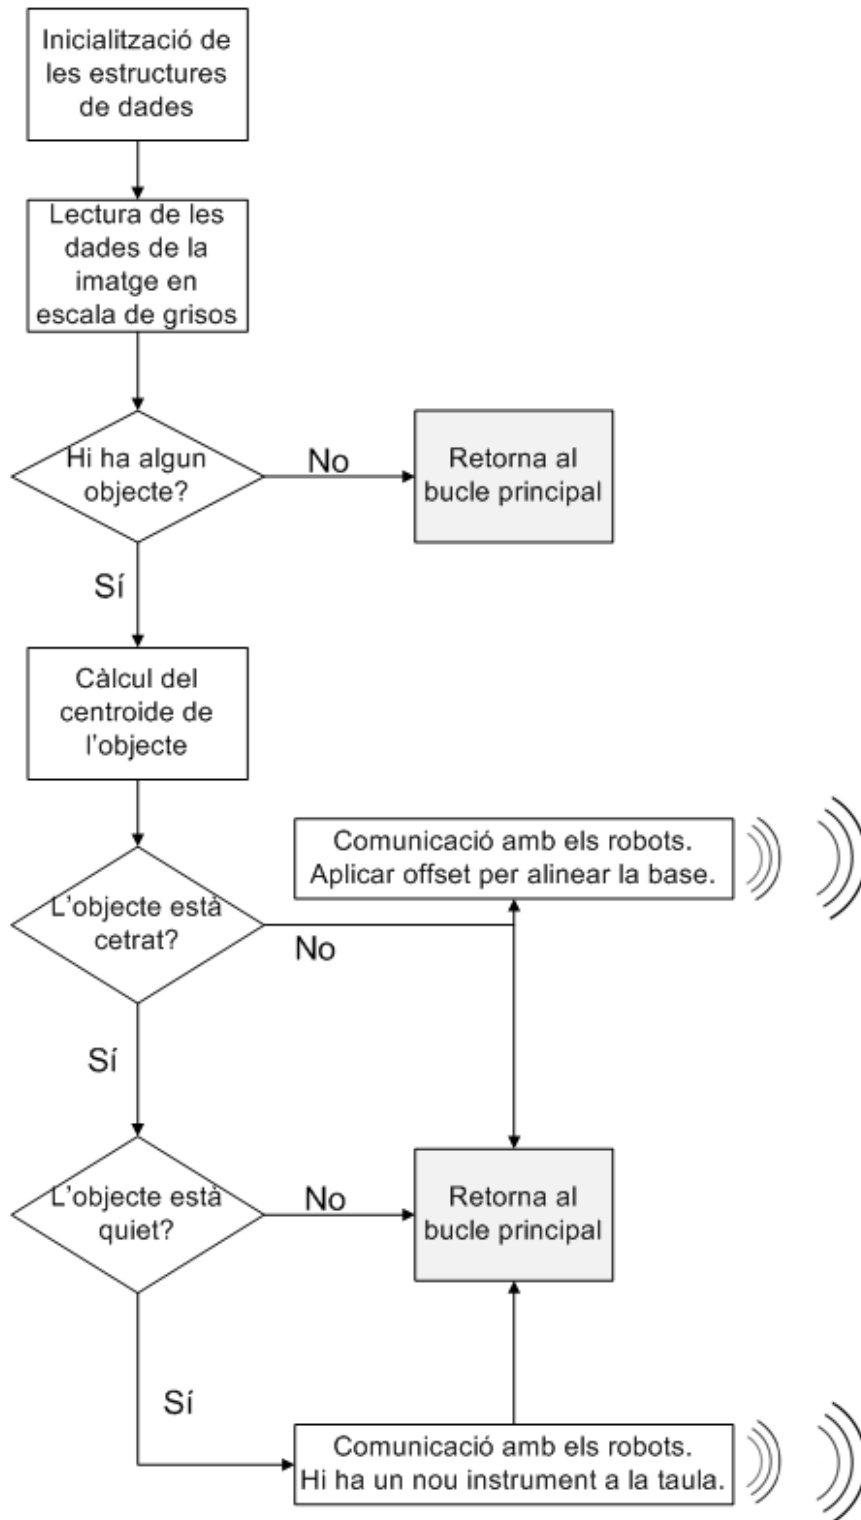 Inicialització de
les estructures
de dades
Lectura de les
dades de la
imatge en
escala de grisos
Hi ha algun
objecte?
No
Retorna al
bucle principal
Sí
Càlcul del
centroide de
l'objecte
Comunicació amb els robots.
Aplicar offset per alinear la base.
L'objecte està
cetrat?
No
Sí
L'objecte està
quiet?
No
Retorna al
bucle principal
Sí
Comunicació amb els robots.
Hi ha un nou instrument a la taula.